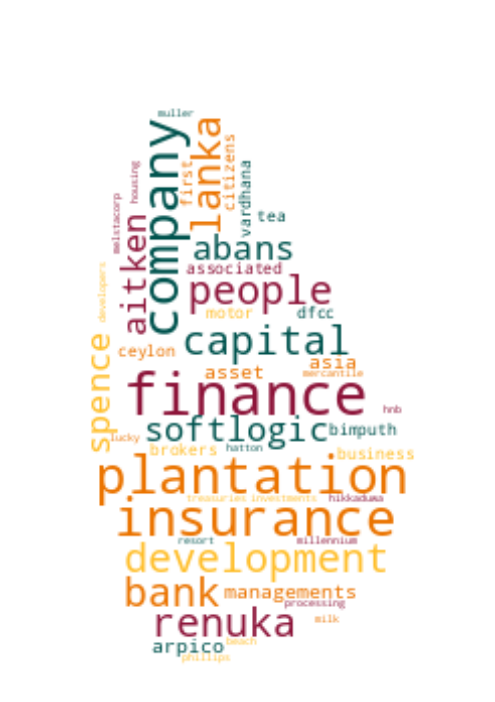 muller
company
lanka
first
citizens
housing
vardhana
melstacorp
aitken
tea
abans
associated
developers
people
motor
dfcc
spence
capital
ceylon
asia
asset
mercantile
finance
hnb
softlogic
bimputh
lucky
brokers
hatton
business
plantation
treasuries
investments
hikkaduwa
insurance
resort
millennium
development
bank
managements
processing
renuka
milk
arpico
beach
phillips